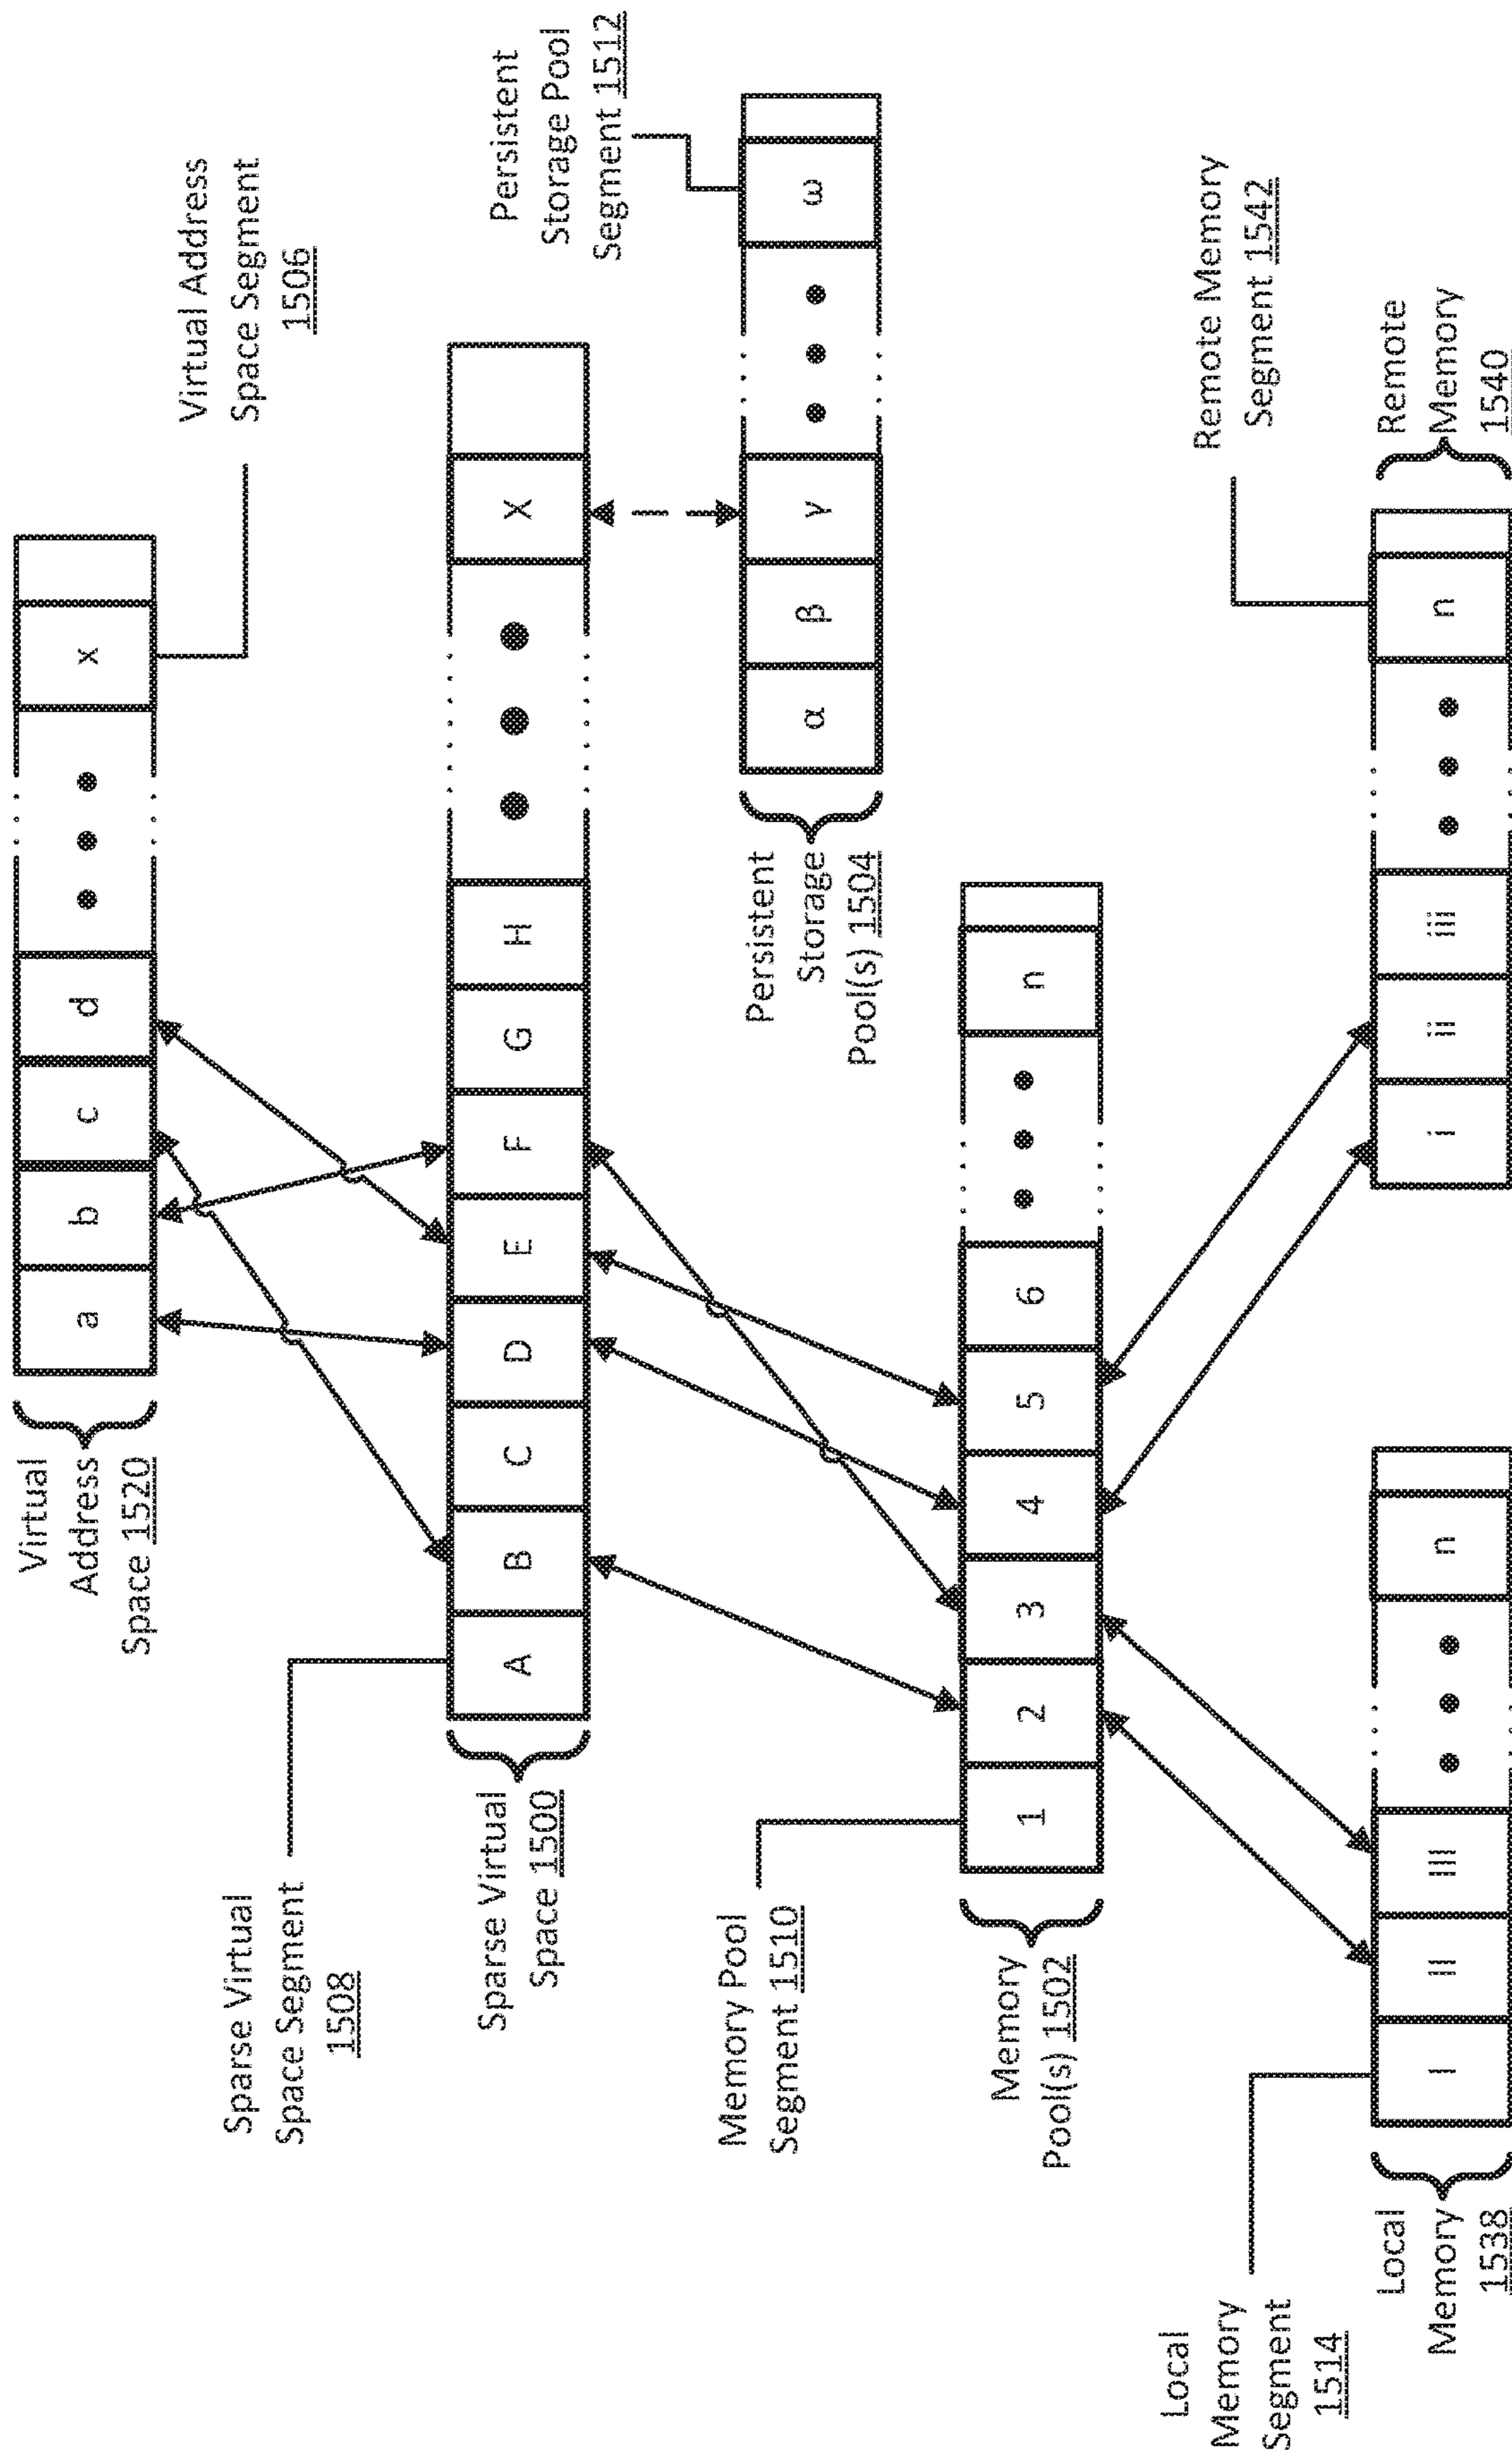 Virtual
Address
Space 1520
a b c d x
Virtual Address
Space Segment
1506
Sparse Virtual
Space Segment
1508
Sparse Virtual
Space 1500
A B C D E F G H X
Persistent
Storage Pool
Segment 1512
Persistent
Storage
Pool(s) 1504
α β γ ω
Memory Pool
Segment 1510
Memory
Pool(s) 1502
1 2 3 4 5 6 n
Remote Memory
Segment 1542
Local
Memory
Segment
1514
Local
Memory
1538
I II III n
i ii iii n
Remote
Memory
1540